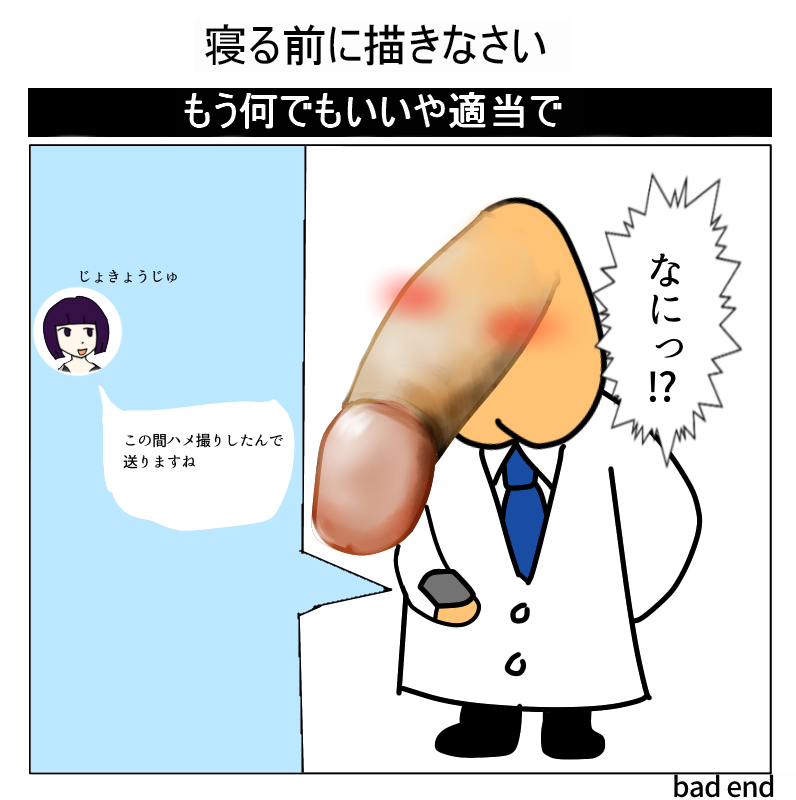 寝る前に描きなさい
もう何でもいいや適当で
じょきょうじゅ
この間ハメ撮りしたんで
送りますね
なにっ!?
bad end